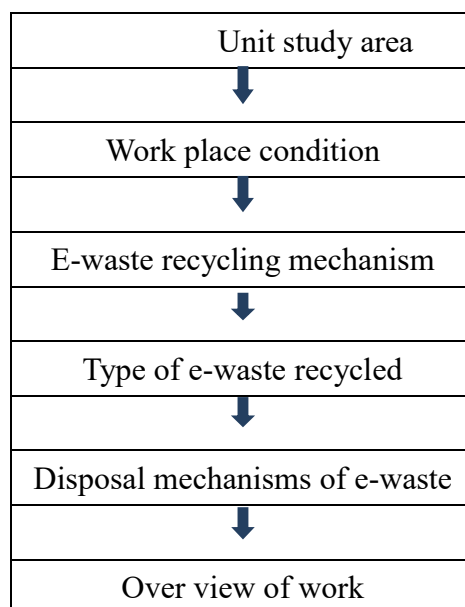 Unit study area
Work place condition
E-waste recycling mechanism
Type of e-waste recycled
Disposal mechanisms of e-waste
Over view of work